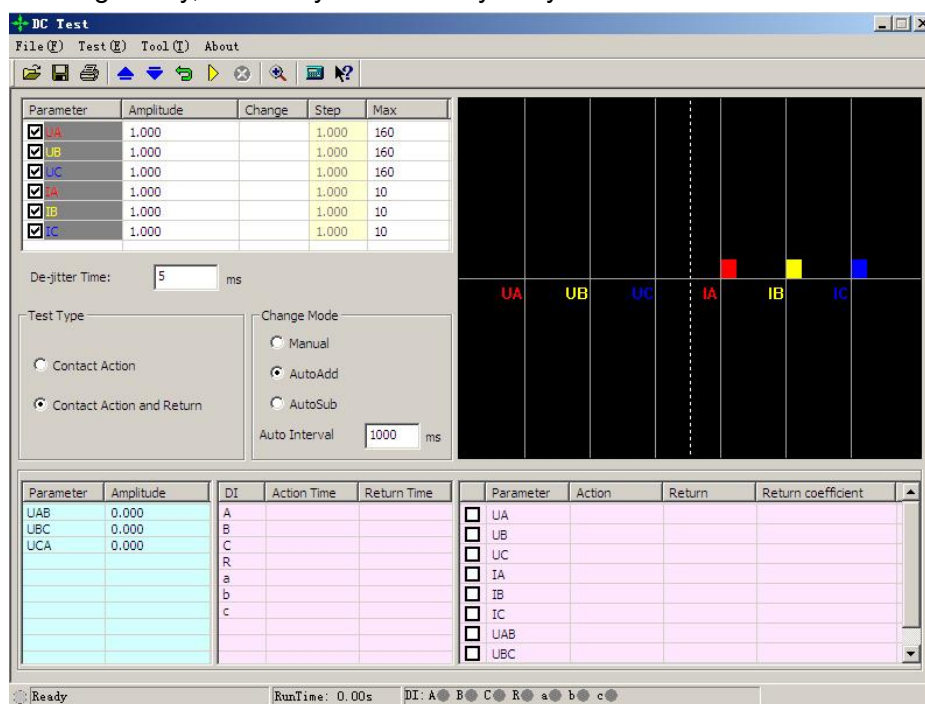 DC Test
File(F) Test(E) Tool(T) About
Parameter Amplitude Change Step Max
UA 1.000 1.000 160
UB 1.000 1.000 160
UC 1.000 1.000 160
IA 1.000 1.000 10
IB 1.000 1.000 10
IC 1.000 1.000 10
De-jitter Time: 5 ms
UA UB UC IA IB IC
Test Type
Contact Action
Contact Action and Return
Change Mode
Manual
AutoAdd
AutoSub
Auto Interval 1000 ms
Parameter Amplitude
UAB 0.000
UBC 0.000
UCA 0.000
DI Action Time Return Time
A
B
C
R
a
b
c
Parameter Action Return Return coefficient
UA
UB
UC
IA
IB
IC
UAB
UBC
Ready RunTime: 0.00s DI: A B C R a b c